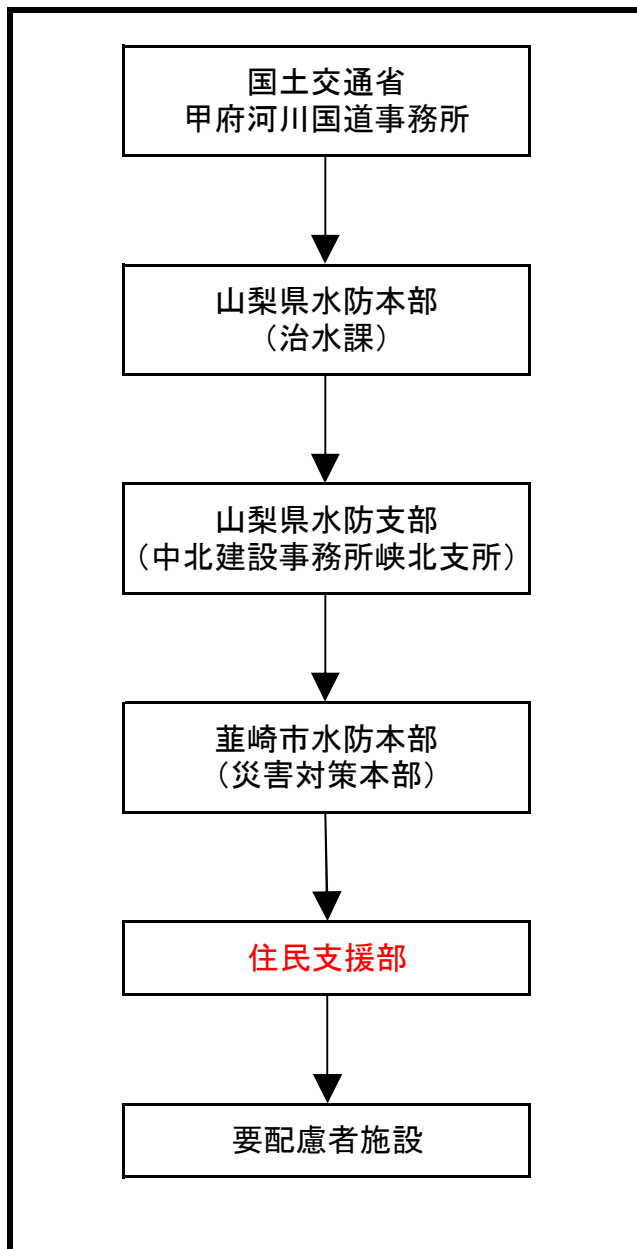 国土交通省
甲府河川国道事務所
山梨県水防本部
（治水課）
山梨県水防支部
（中北建設事務所峡北支所）
韮崎市水防本部
（災害対策本部）
住民支援部
要配慮者施設